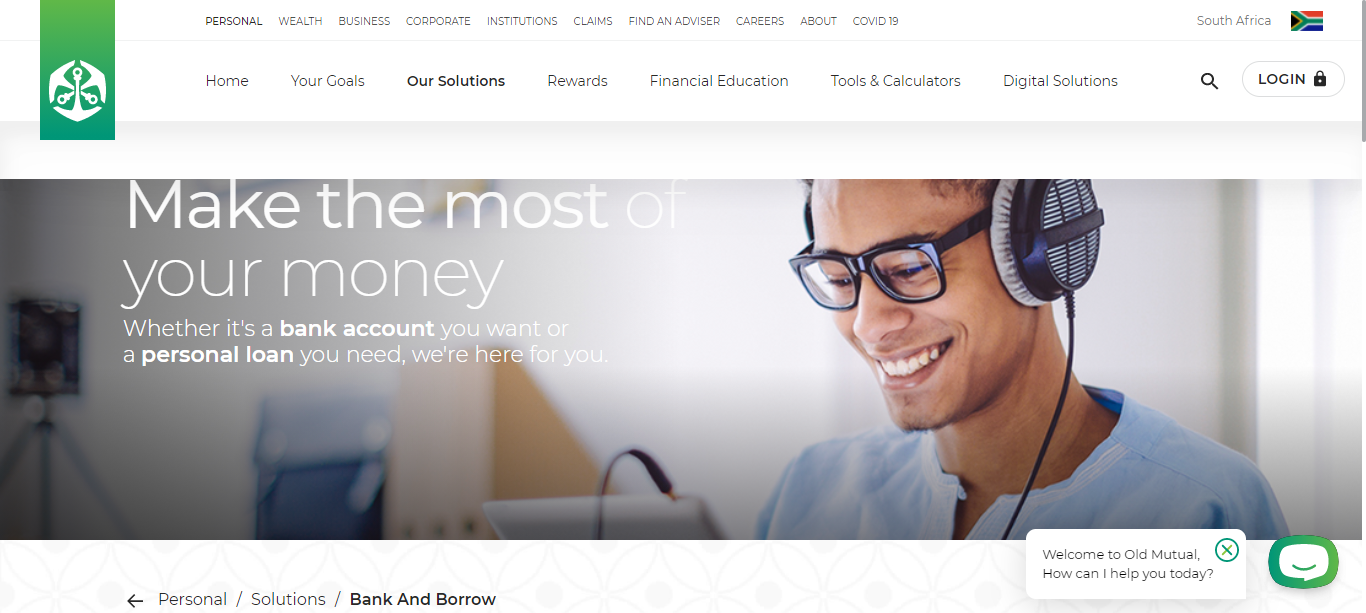 PERSONAL WEALTH BUSINESS CORPORATE INSTITUTIONS CLAIMS FIND AN ADVISER CAREERS ABOUT COVID 19 South Africa
Home Your Goals Our Solutions Rewards Financial Education Tools & Calculators Digital Solutions LOGIN
Make the most of
your money
Whether it's a bank account you want or
a personal loan you need, we're here for you.
Welcome to Old Mutual,
How can I help you today?
Personal / Solutions / Bank And Borrow